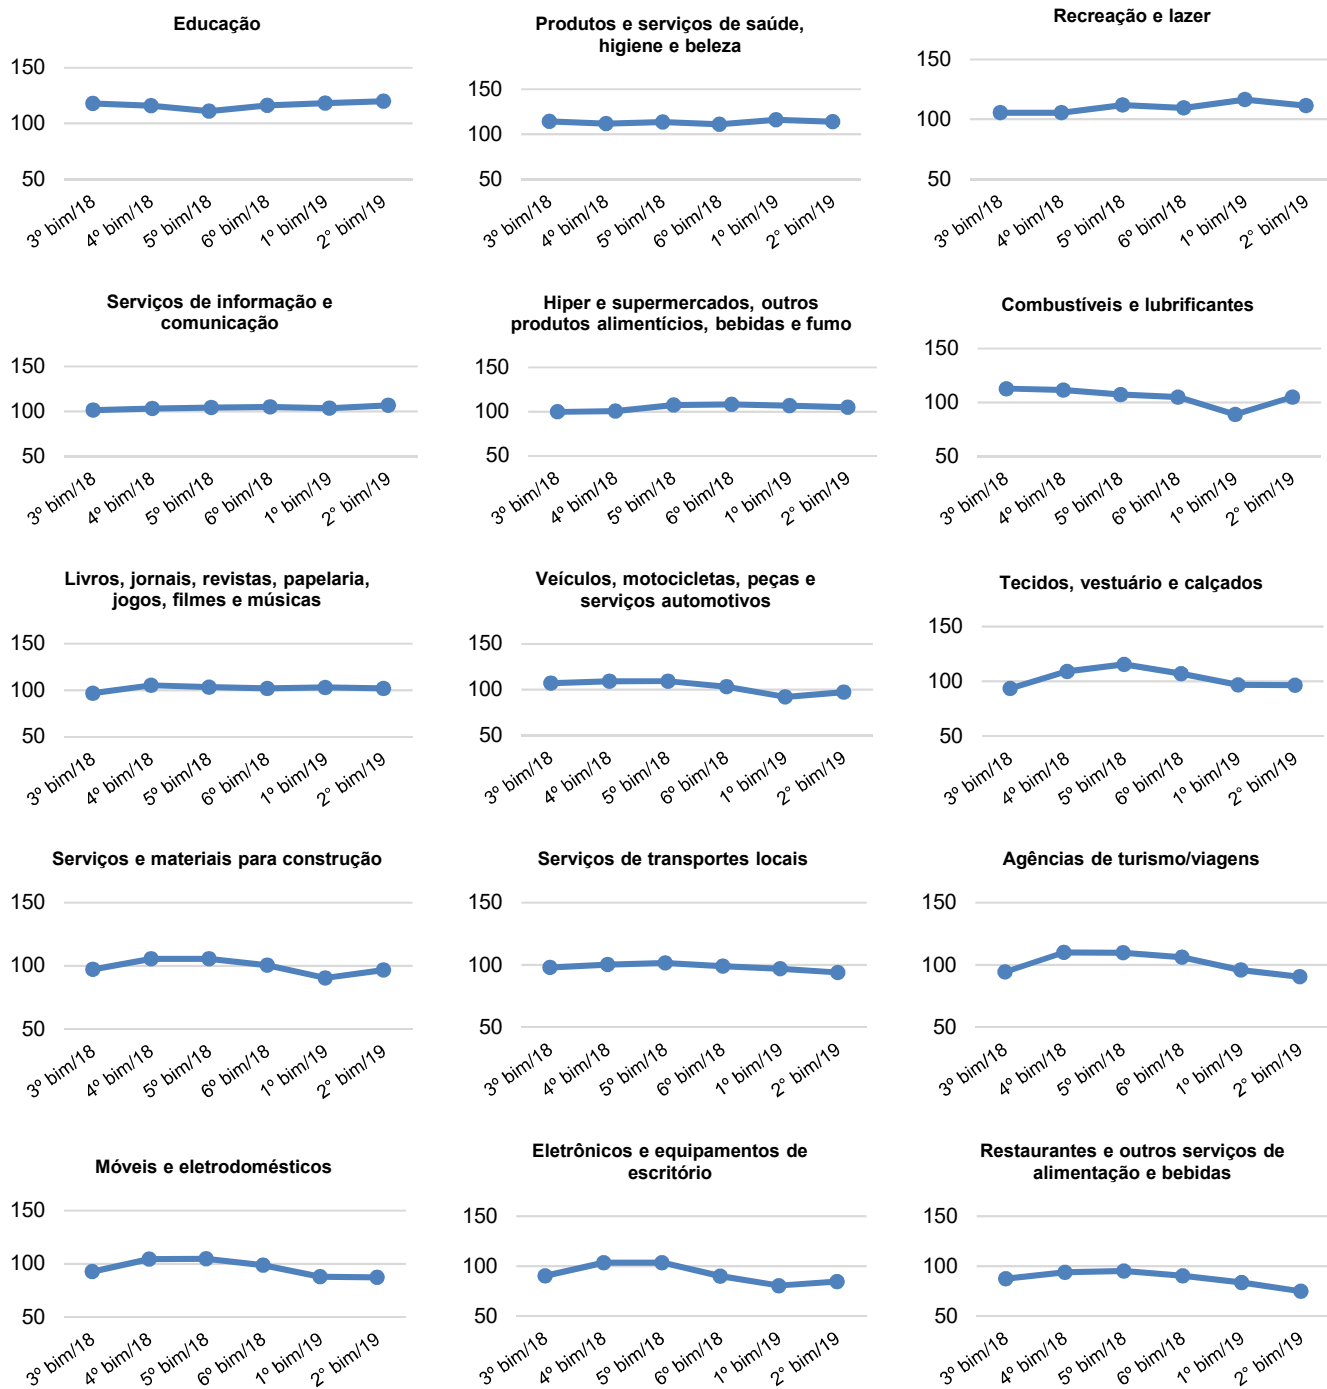 Educação
150
100
50
3º bim/18
4º bim/18
5º bim/18
6º bim/18
1º bim/19
2° bim/19
Produtos e serviços de saúde,
higiene e beleza
150
100
50
3º bim/18
4º bim/18
5º bim/18
6º bim/18
1º bim/19
2° bim/19
Recreação e lazer
150
100
50
3º bim/18
4º bim/18
5º bim/18
6º bim/18
1º bim/19
2° bim/19
Serviços de informação e
comunicação
150
100
50
3º bim/18
4º bim/18
5º bim/18
6º bim/18
1º bim/19
2° bim/19
Hiper e supermercados, outros
produtos alimentícios, bebidas e fumo
150
100
50
3º bim/18
4º bim/18
5º bim/18
6º bim/18
1º bim/19
2° bim/19
Combustíveis e lubrificantes
150
100
50
3º bim/18
4º bim/18
5º bim/18
6º bim/18
1º bim/19
2° bim/19
Livros, jornais, revistas, papelaria,
jogos, filmes e músicas
150
100
50
3º bim/18
4º bim/18
5º bim/18
6º bim/18
1º bim/19
2° bim/19
Veículos, motocicletas, peças e
serviços automotivos
150
100
50
3º bim/18
4º bim/18
5º bim/18
6º bim/18
1º bim/19
2° bim/19
Tecidos, vestuário e calçados
150
100
50
3º bim/18
4º bim/18
5º bim/18
6º bim/18
1º bim/19
2° bim/19
Serviços e materiais para construção
150
100
50
3º bim/18
4º bim/18
5º bim/18
6º bim/18
1º bim/19
2° bim/19
Serviços de transportes locais
150
100
50
3º bim/18
4º bim/18
5º bim/18
6º bim/18
1º bim/19
2° bim/19
Agências de turismo/viagens
150
100
50
3º bim/18
4º bim/18
5º bim/18
6º bim/18
1º bim/19
2° bim/19
Móveis e eletrodomésticos
150
100
50
3º bim/18
4º bim/18
5º bim/18
6º bim/18
1º bim/19
2° bim/19
Eletrônicos e equipamentos de
escritório
150
100
50
3º bim/18
4º bim/18
5º bim/18
6º bim/18
1º bim/19
2° bim/19
Restaurantes e outros serviços de
alimentação e bebidas
150
100
50
3º bim/18
4º bim/18
5º bim/18
6º bim/18
1º bim/19
2° bim/19